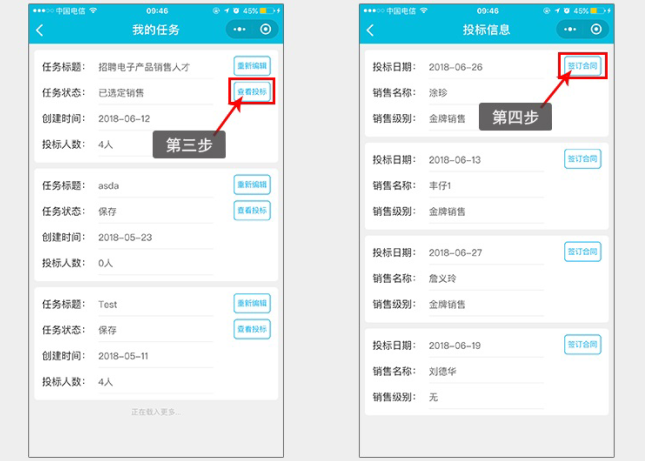 中国电信 09:46 45%
我的任务
任务标题： 招聘电子产品销售人才 重新编辑
任务状态： 已选定销售 查看投标
创建时间： 2018-06-12
投标人数： 4人
第三步
任务标题： asda 重新编辑
任务状态： 保存 查看投标
创建时间： 2018-05-23
投标人数： 0人
任务标题： Test 重新编辑
任务状态： 保存 查看投标
创建时间： 2018-05-11
投标人数： 4人
正在载入更多...
中国电信 09:46 45%
投标信息
投标日期： 2018-06-26 签订合同
销售名称： 涂珍
销售级别： 金牌销售
第四步
投标日期： 2018-06-13 签订合同
销售名称： 丰仔1
销售级别： 金牌销售
投标日期： 2018-06-27 签订合同
销售名称： 詹义玲
销售级别： 金牌销售
投标日期： 2018-06-19 签订合同
销售名称： 刘德华
销售级别： 无